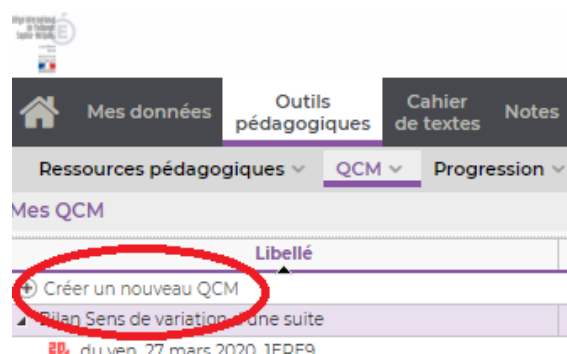 Mes données
Outils pédagogiques
Cahier de textes
Notes
Ressources pédagogiques
QCM
Progression
Mes QCM
Libellé
Créer un nouveau QCM
Bilan Sens de variation d'une suite
du ven. 27 mars 2020